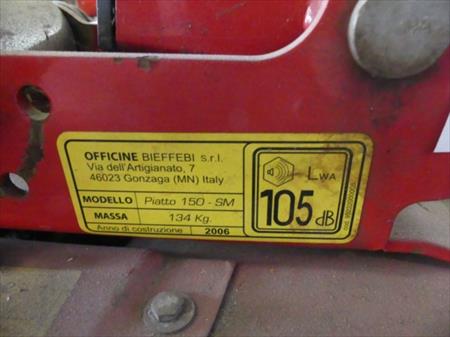 OFFICINE BIEFFEBI s.r.l.
Via dell'Artigianato, 7
46023 Gonzaga (MN) Italy
MODELLO Piatto 150 - SM
MASSA 134 Kg.
Anno di costruzione 2006
LWA
105 dB